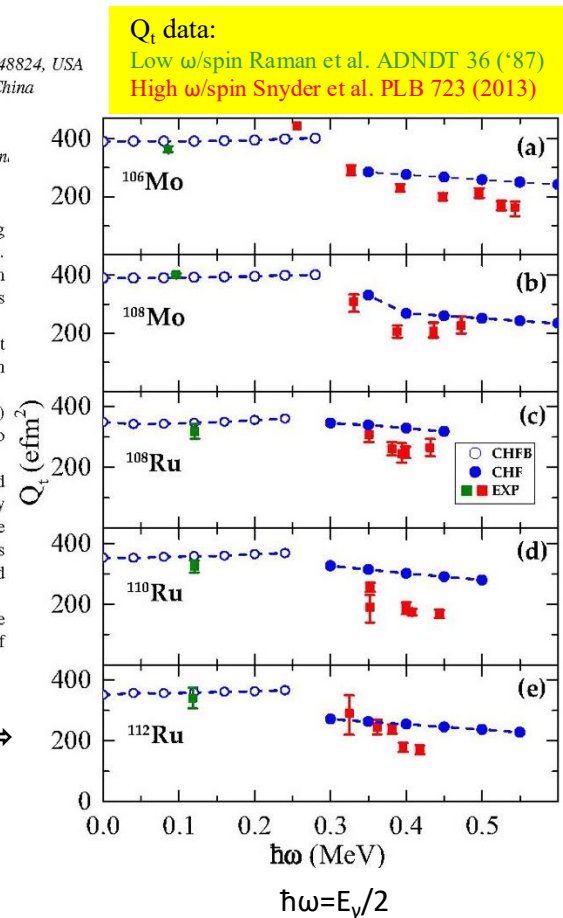 48824, USA
China
Qt data:
Low ω/spin Raman et al. ADNDT 36 (‘87)
High ω/spin Snyder et al. PLB 723 (2013)
400
200
106Mo
(a)
400
200
108Mo
(b)
400
200
108Ru
(c)
CHFB
CHF
EXP
400
200
110Ru
(d)
400
200
0
112Ru
(e)
Qt (efm2)
0.0 0.1 0.2 0.3 0.4 0.5
ħω (MeV)
ħω=Eγ/2